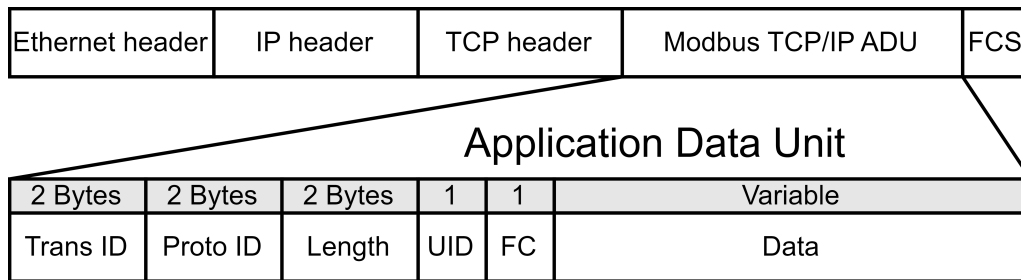 Ethernet header IP header TCP header Modbus TCP/IP ADU FCS
Application Data Unit
2 Bytes 2 Bytes 2 Bytes 1 1 Variable
Trans ID Proto ID Length UID FC Data